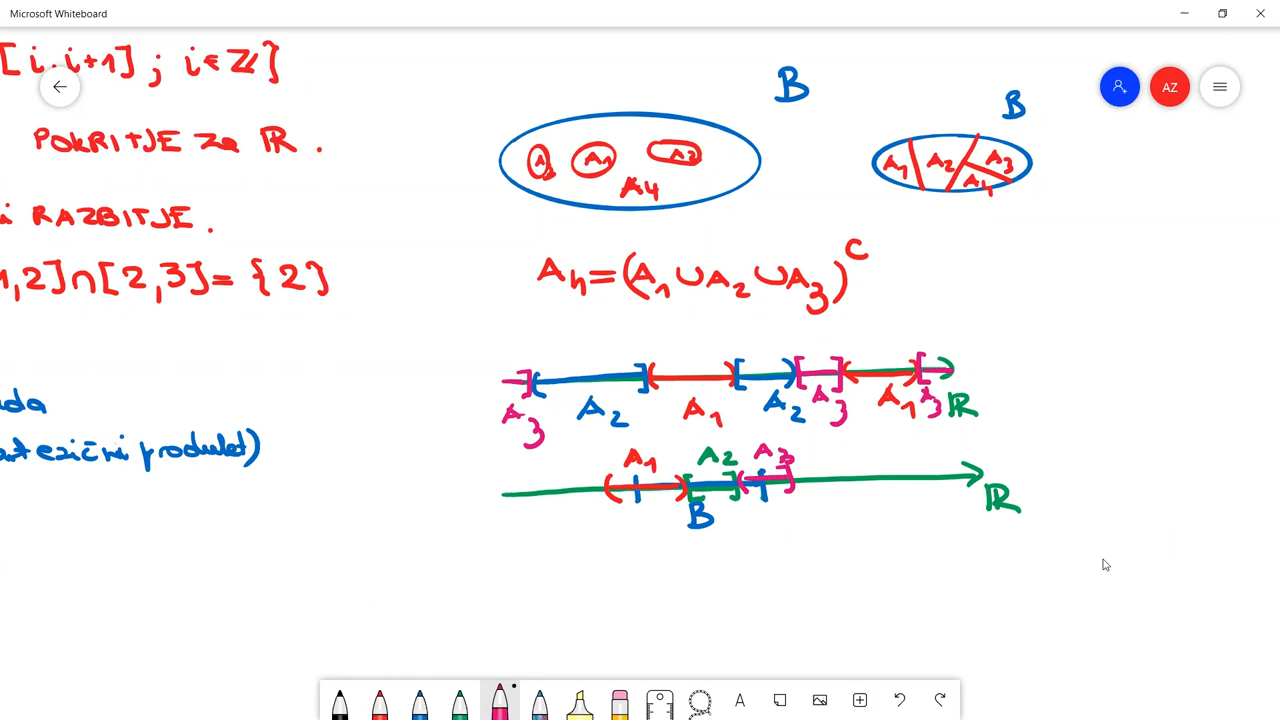 Microsoft Whiteboard
[i, i+1] ; i∈ℤ]
POKRITJE za ℝ.
i RAZBITJE.
1,2]∩[2,3]= {2}
artezični produkt)
B
A3 A1 A2
A4
B
A1 A2 A3
A4
A4=(A1∪A2∪A3)ᶜ
AZ
] ( ] ( ) [ ) [ ] ( ) [
A3 A2 A1 A2 A3 A1 A3 ℝ
A1 A2 A3
( ) [ ] ( ]
B ℝ
A